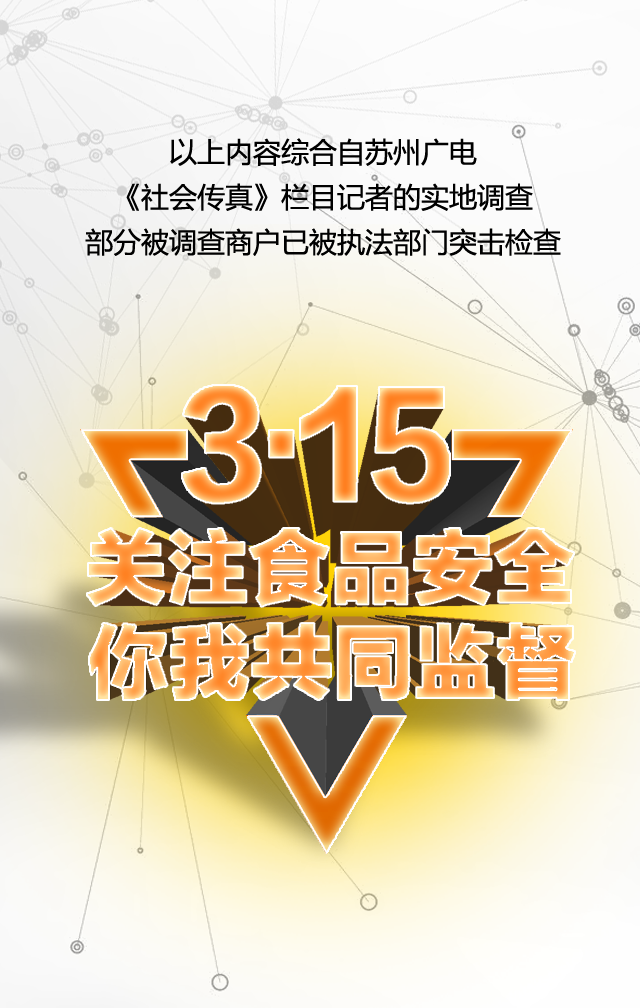 以上内容综合自苏州广电
《社会传真》栏目记者的实地调查
部分被调查商户已被执法部门突击检查
3·15
关注食品安全
你我共同监督